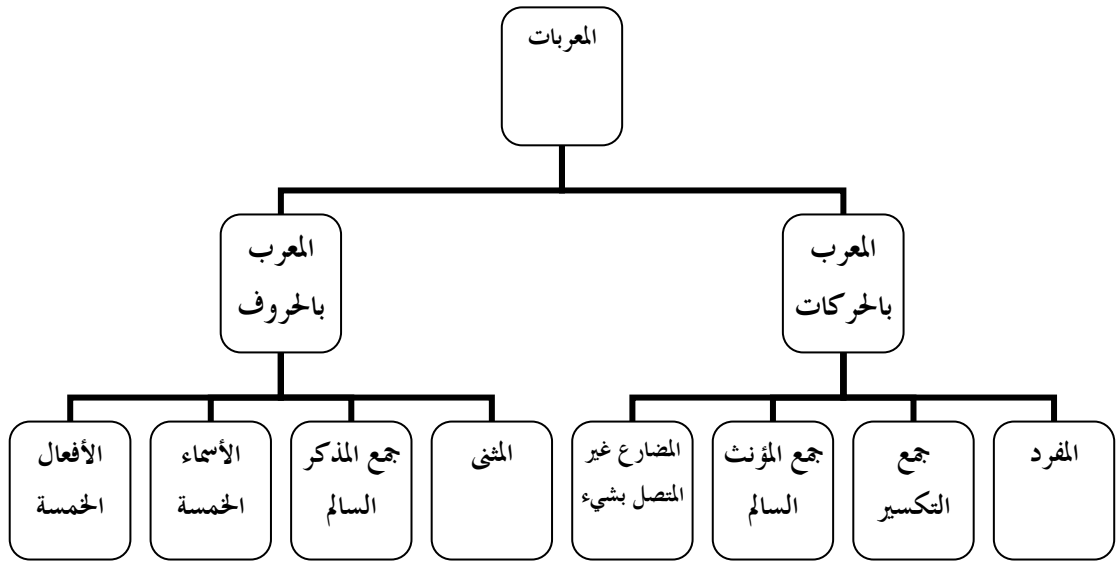 المعربات
المعرب
بالحركات
المعرب
بالحروف
المفرد
جمع
التكسير
جمع المؤنث
السالم
المضارع غير
المتصل بشيء
المثنى
جمع المذكر
السالم
الأسماء
الخمسة
الأفعال
الخمسة